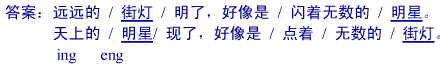 答案：远远的 / 街灯 / 明了，好像是 / 闪着无数的 / 明星。
天上的 / 明星/ 现了，好像是 / 点着 / 无数的 / 街灯。
ing eng